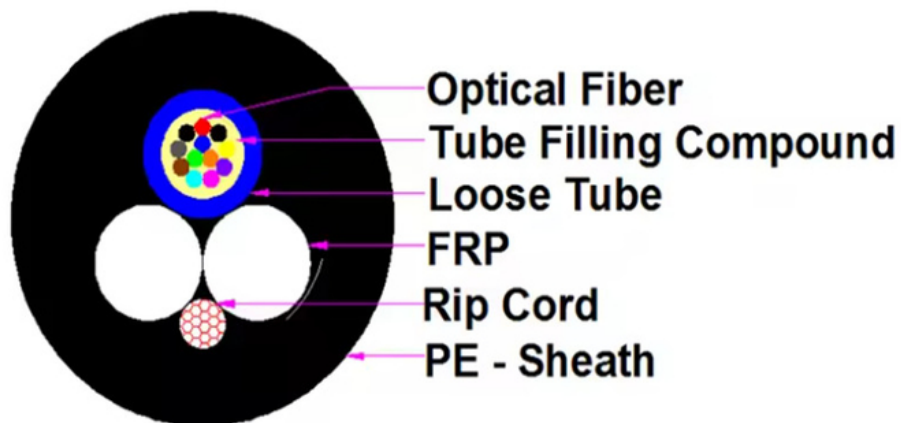 Optical Fiber
Tube Filling Compound
Loose Tube
FRP
Rip Cord
PE - Sheath